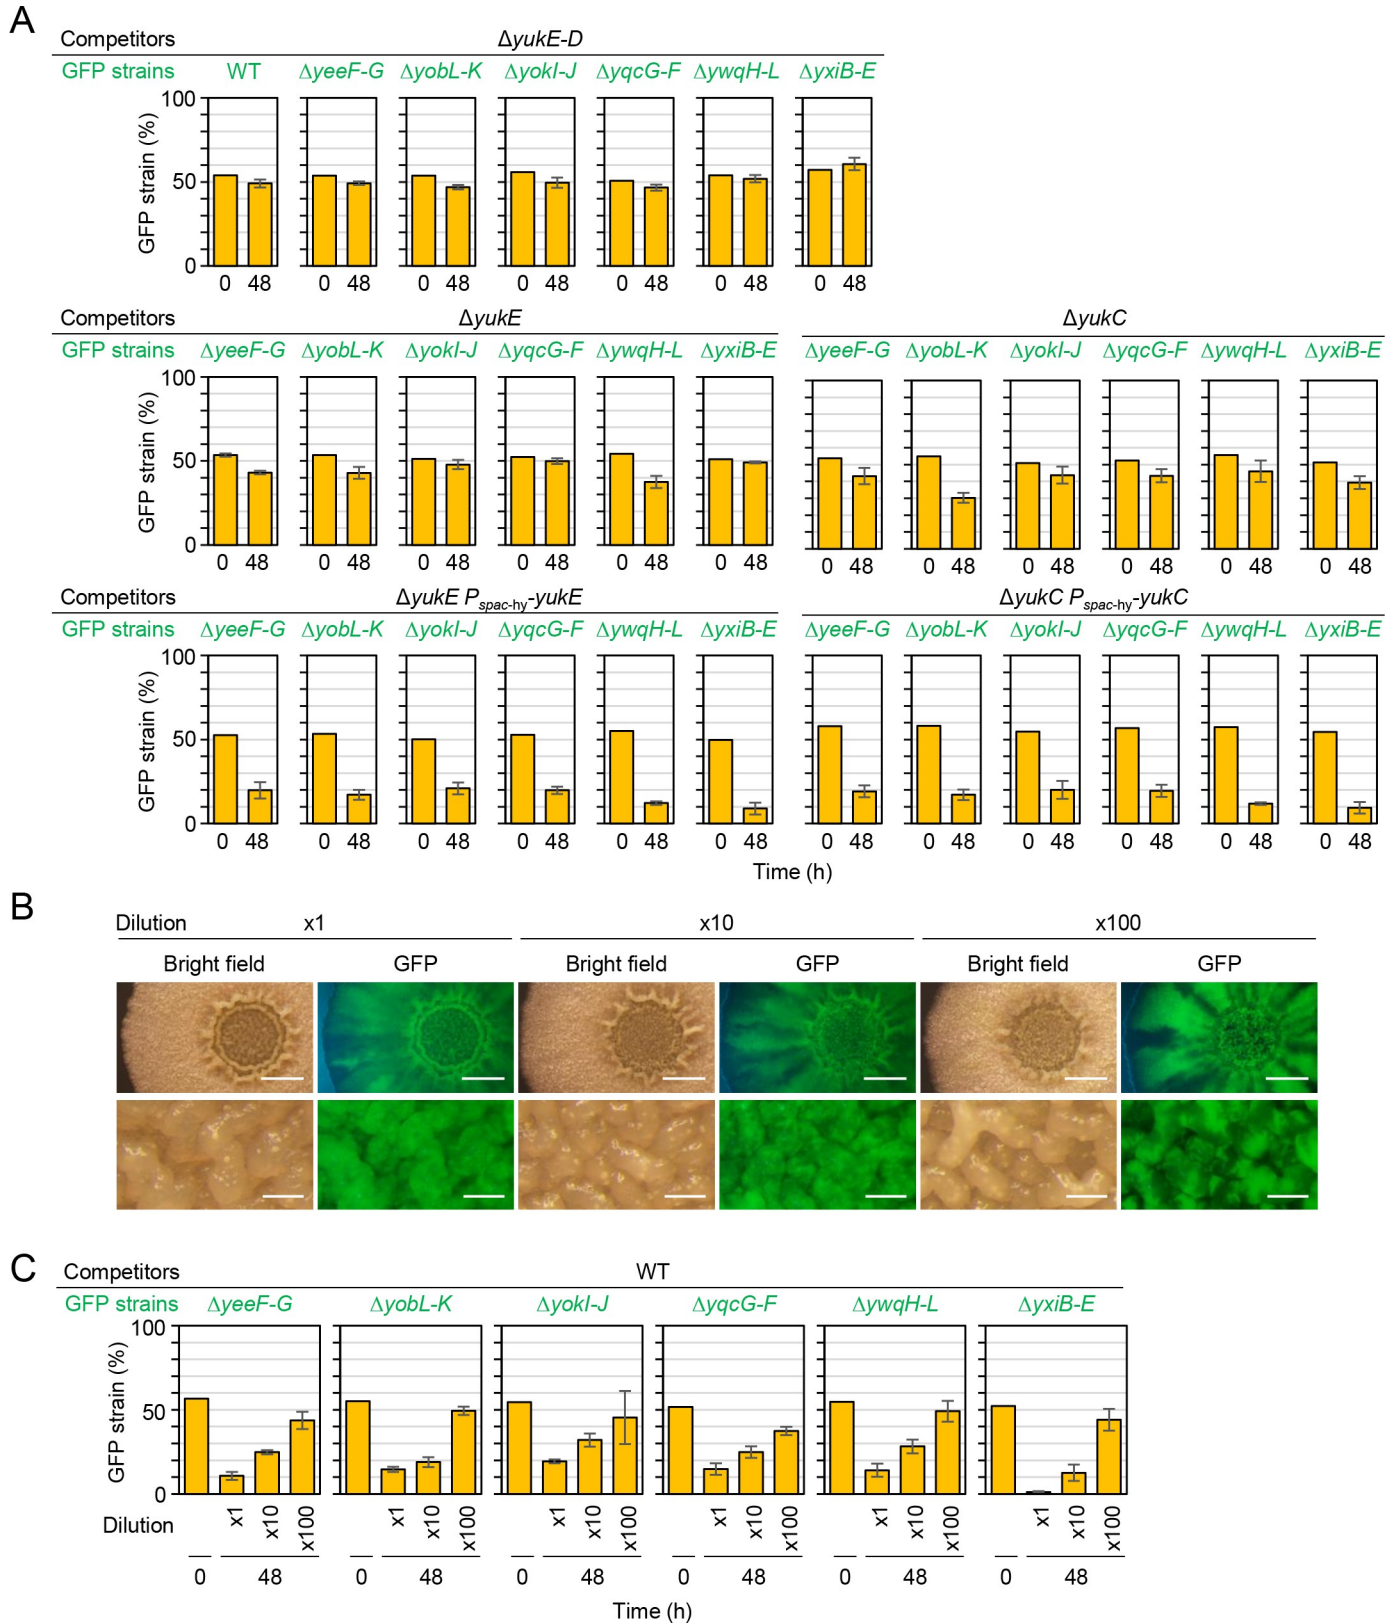 A
Competitors ΔyukE-D
GFP strains WT ΔyeeF-G ΔyobL-K ΔyokI-J ΔyqcG-F ΔywqH-L ΔyxiB-E
GFP strain (%)
100
50
0
0 48 0 48 0 48 0 48 0 48 0 48 0 48
Competitors ΔyukE ΔyukC
GFP strains ΔyeeF-G ΔyobL-K ΔyokI-J ΔyqcG-F ΔywqH-L ΔyxiB-E ΔyeeF-G ΔyobL-K ΔyokI-J ΔyqcG-F ΔywqH-L ΔyxiB-E
GFP strain (%)
100
50
0
0 48 0 48 0 48 0 48 0 48 0 48 0 48 0 48 0 48 0 48 0 48 0 48
Competitors ΔyukE Pspac-hy-yukE ΔyukC Pspac-hy-yukC
GFP strains ΔyeeF-G ΔyobL-K ΔyokI-J ΔyqcG-F ΔywqH-L ΔyxiB-E ΔyeeF-G ΔyobL-K ΔyokI-J ΔyqcG-F ΔywqH-L ΔyxiB-E
GFP strain (%)
100
50
0
0 48 0 48 0 48 0 48 0 48 0 48 0 48 0 48 0 48 0 48 0 48 0 48
Time (h)
B
Dilution x1 x10 x100
Bright field GFP Bright field GFP Bright field GFP
C
Competitors WT
GFP strains ΔyeeF-G ΔyobL-K ΔyokI-J ΔyqcG-F ΔywqH-L ΔyxiB-E
GFP strain (%)
100
50
0
Dilution x1 x10 x100 x1 x10 x100 x1 x10 x100 x1 x10 x100 x1 x10 x100 x1 x10 x100
0 48 0 48 0 48 0 48 0 48 0 48
Time (h)